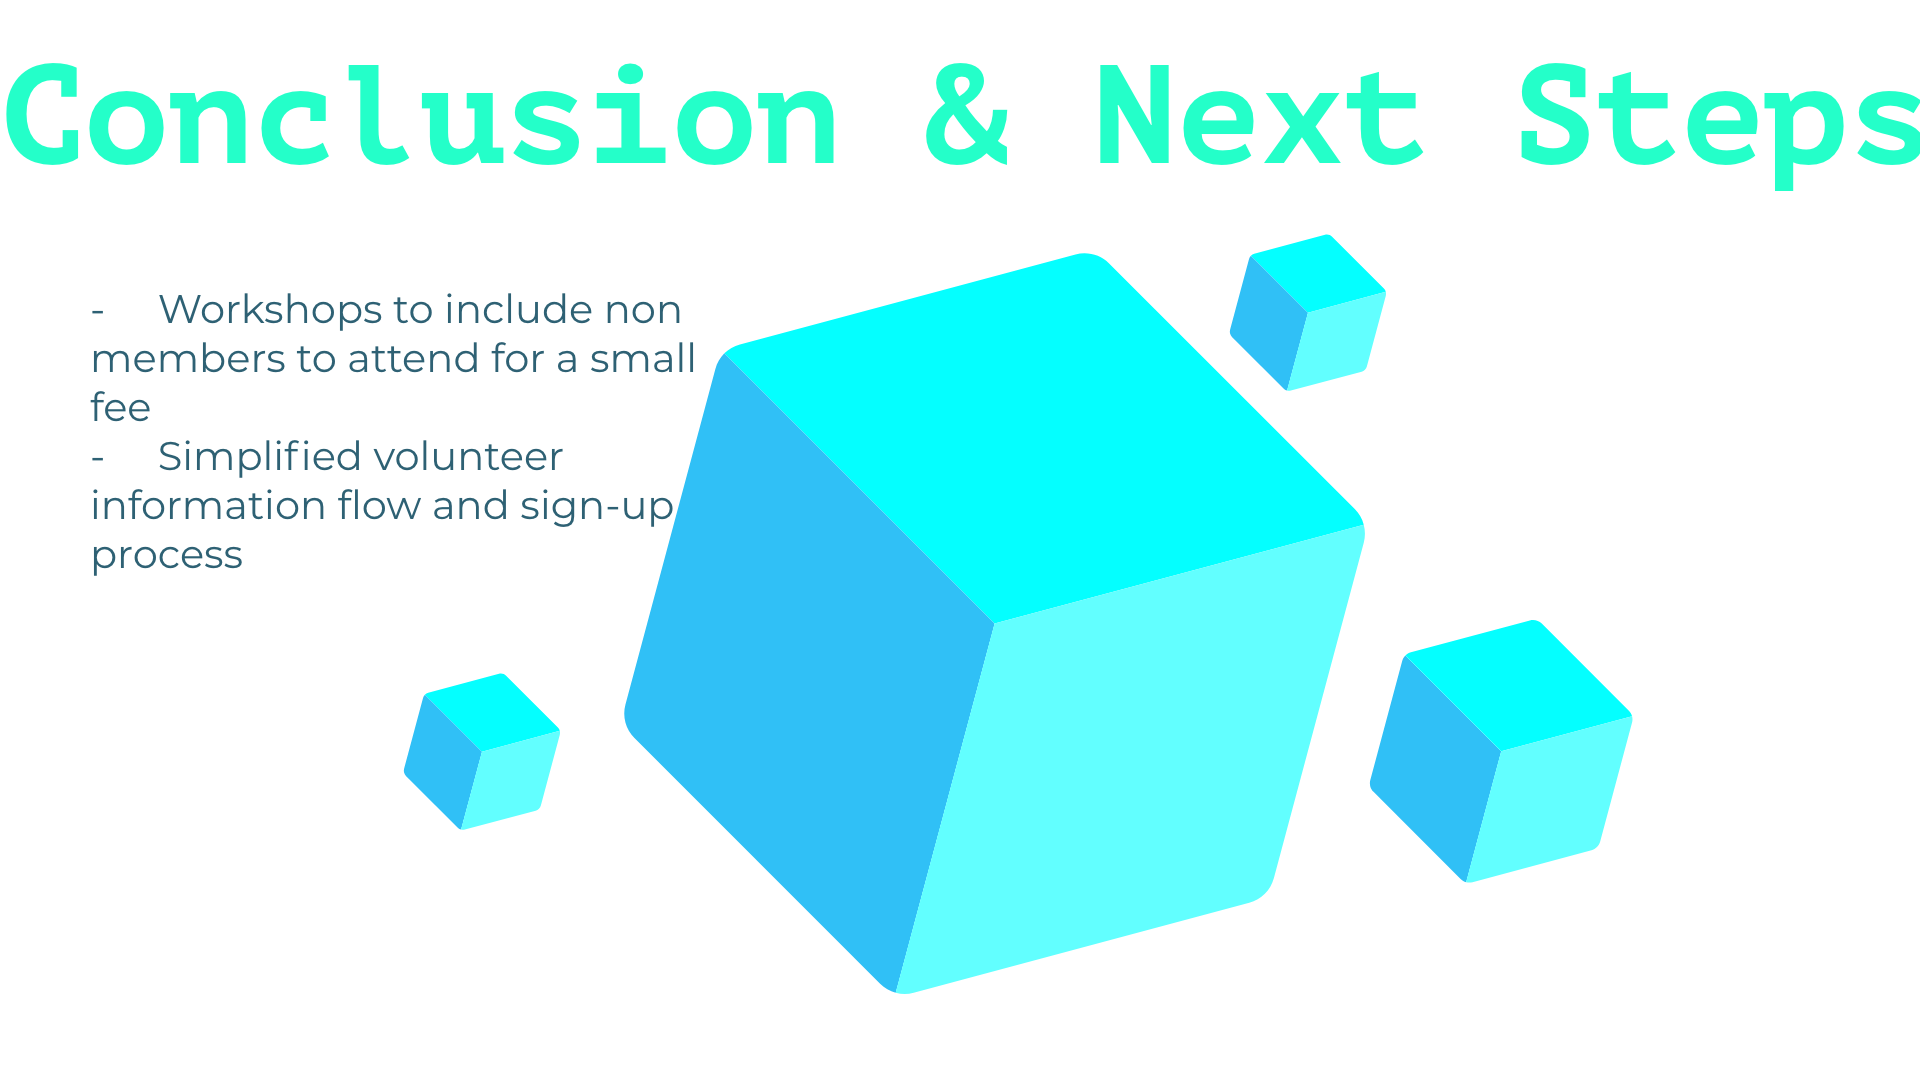 Conclusion & Next Steps
- Workshops to include non
members to attend for a small
fee
- Simplified volunteer
information flow and sign-up
process